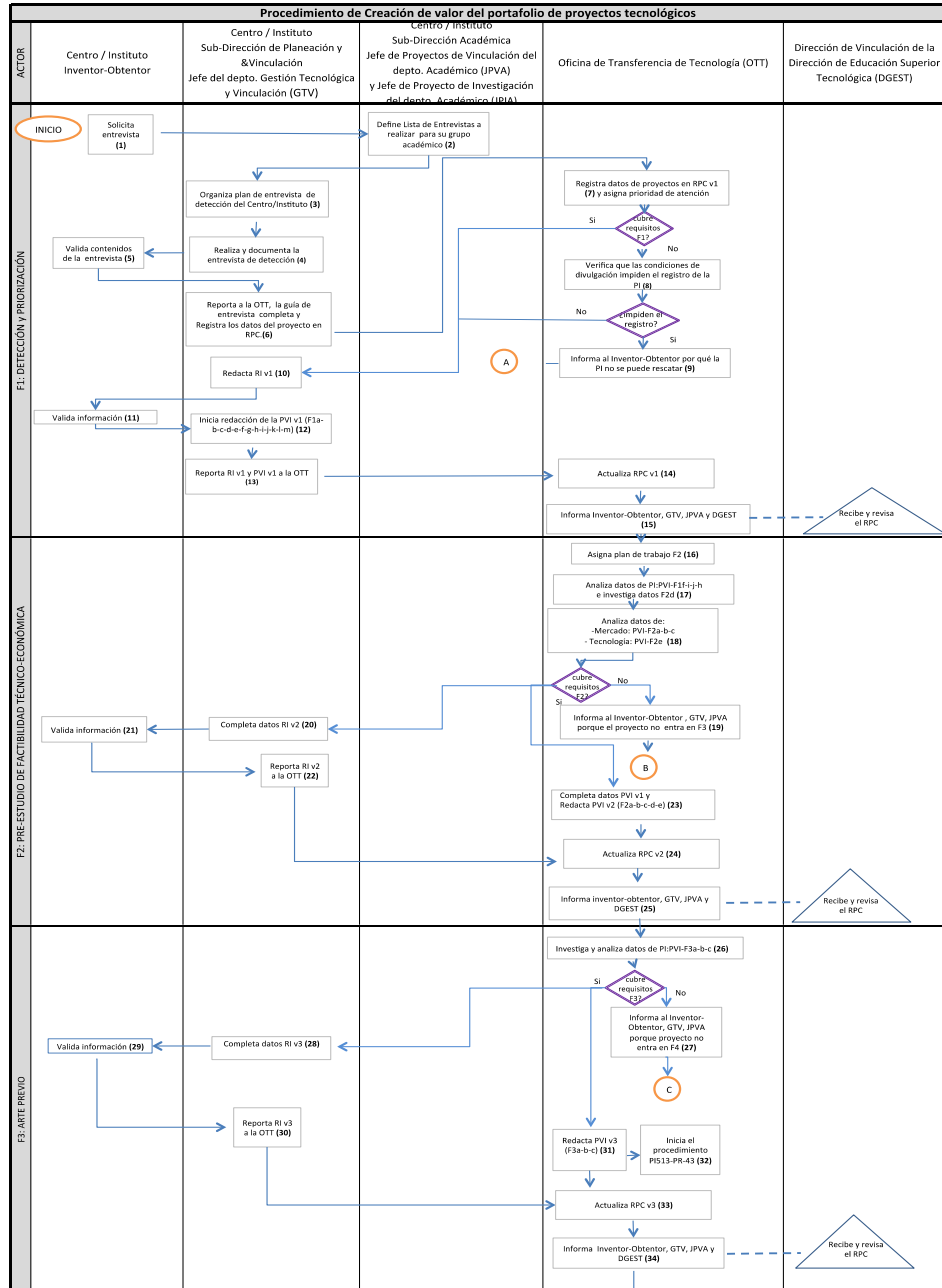 Procedimiento de Creación de valor del portafolio de proyectos tecnológicos
ACTOR
Centro / Instituto
Inventor-Obtentor
Centro / Instituto
Sub-Dirección de Planeación y
&Vinculación
Jefe del depto. Gestión Tecnológica
y Vinculación (GTV)
Centro / Instituto
Sub-Dirección Académica
Jefe de Proyectos de Vinculación del
depto. Académico (JPVA)
y Jefe de Proyecto de Investigación
del depto. Académico (JPIA)
Oficina de Transferencia de Tecnología (OTT)
Dirección de Vinculación de la
Dirección de Educación Superior
Tecnológica (DGEST)
F1: DETECCIÓN y PRIORIZACIÓN
INICIO
Solicita
entrevista
(1)
Define Lista de Entrevistas a
realizar para su grupo
académico (2)
Organiza plan de entrevista de
detección del Centro/Instituto (3)
Registra datos de proyectos en RPC v1
(7) y asigna prioridad de atención
Si
cubre
requisitos
F1?
No
Valida contenidos
de la entrevista (5)
Realiza y documenta la
entrevista de detección (4)
Verifica que las condiciones de
divulgación impiden el registro de la
PI (8)
Reporta a la OTT, la guía de
entrevista completa y
Registra los datos del proyecto en
RPC.(6)
No
¿Impiden el
registro?
Si
A
Informa al Inventor-Obtentor por qué la
PI no se puede rescatar (9)
Redacta RI v1 (10)
Valida información (11)
Inicia redacción de la PVI v1 (F1a-
b-c-d-e-f-g-h-i-j-k-l-m) (12)
Reporta RI v1 y PVI v1 a la OTT
(13)
Actualiza RPC v1 (14)
Informa Inventor-Obtentor, GTV, JPVA y DGEST
(15)
Recibe y revisa
el RPC
F2: PRE-ESTUDIO DE FACTIBILIDAD TÉCNICO-ECONÓMICA
Asigna plan de trabajo F2 (16)
Analiza datos de PI:PVI-F1f-i-j-h
e investiga datos F2d (17)
Analiza datos de:
-Mercado: PVI-F2a-b-c
- Tecnología: PVI-F2e (18)
cubre
requisitos
F2?
No
Si
Informa al Inventor-Obtentor , GTV, JPVA
porque el proyecto no entra en F3 (19)
Completa datos RI v2 (20)
Valida información (21)
Reporta RI v2
a la OTT (22)
B
Completa datos PVI v1 y
Redacta PVI v2 (F2a-b-c-d-e) (23)
Actualiza RPC v2 (24)
Informa inventor-obtentor, GTV, JPVA y
DGEST (25)
Recibe y revisa
el RPC
F3: ARTE PREVIO
Investiga y analiza datos de PI:PVI-F3a-b-c (26)
Si
cubre
requisitos
F3?
No
Informa al Inventor-
Obtentor, GTV, JPVA
porque proyecto no
entra en F4 (27)
C
Completa datos RI v3 (28)
Valida información (29)
Reporta RI v3
a la OTT (30)
Redacta PVI v3
(F3a-b-c) (31)
Inicia el
procedimiento
PI513-PR-43 (32)
Actualiza RPC v3 (33)
Informa Inventor-Obtentor, GTV, JPVA y
DGEST (34)
Recibe y revisa
el RPC